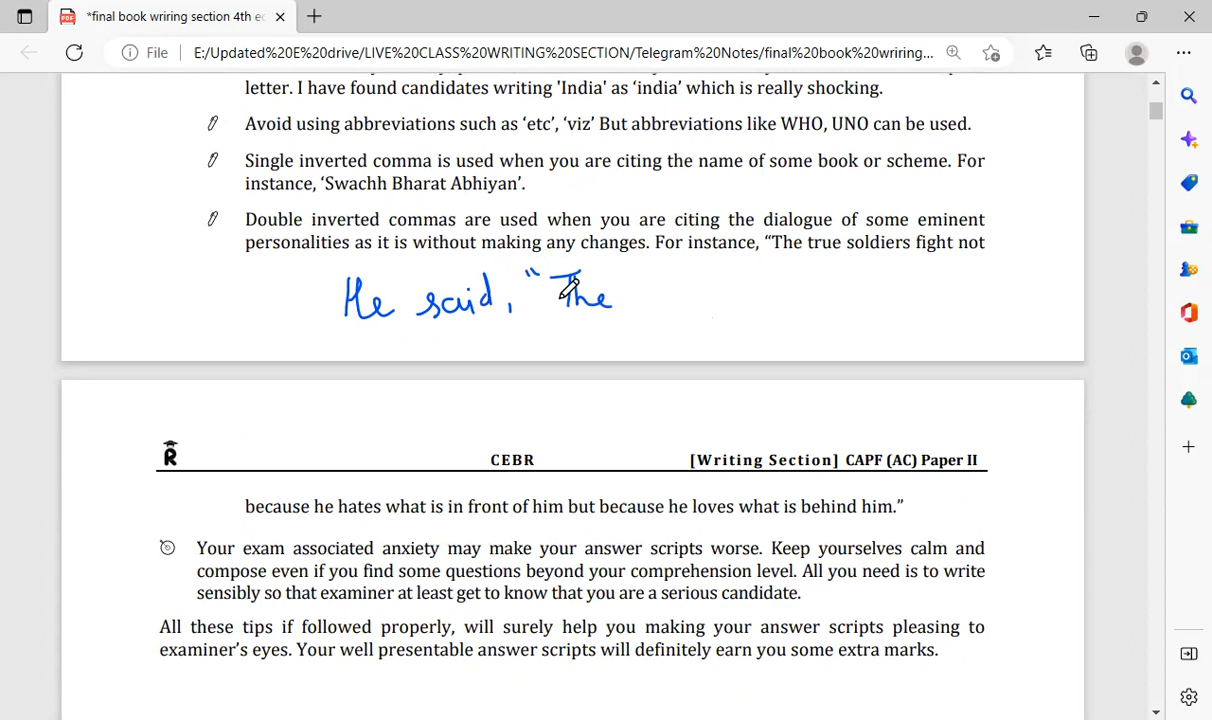 *final book wriring section 4th ec
File E:/Updated%20E%20drive/LIVE%20CLASS%20WRITING%20SECTION/Telegram%20Notes/final%20book%20wriring...
letter. I have found candidates writing 'India' as ‘india’ which is really shocking.
Avoid using abbreviations such as ‘etc’, ‘viz’ But abbreviations like WHO, UNO can be used.
Single inverted comma is used when you are citing the name of some book or scheme. For
instance, ‘Swachh Bharat Abhiyan’.
Double inverted commas are used when you are citing the dialogue of some eminent
personalities as it is without making any changes. For instance, “The true soldiers fight not
He said, “The
R CEBR [Writing Section] CAPF (AC) Paper II
because he hates what is in front of him but because he loves what is behind him.”
Your exam associated anxiety may make your answer scripts worse. Keep yourselves calm and
compose even if you find some questions beyond your comprehension level. All you need is to write
sensibly so that examiner at least get to know that you are a serious candidate.
All these tips if followed properly, will surely help you making your answer scripts pleasing to
examiner’s eyes. Your well presentable answer scripts will definitely earn you some extra marks.